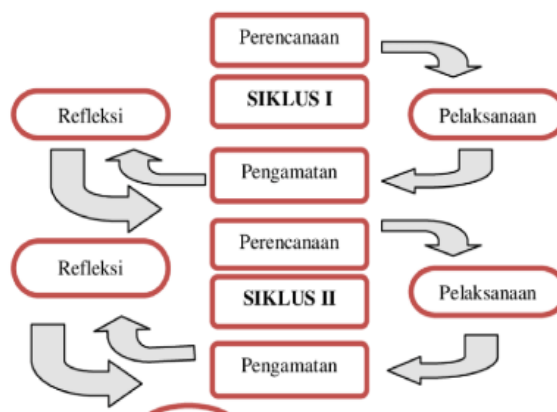 Perencanaan
SIKLUS I
Refleksi
Pelaksanaan
Pengamatan
Perencanaan
Refleksi
SIKLUS II
Pelaksanaan
Pengamatan